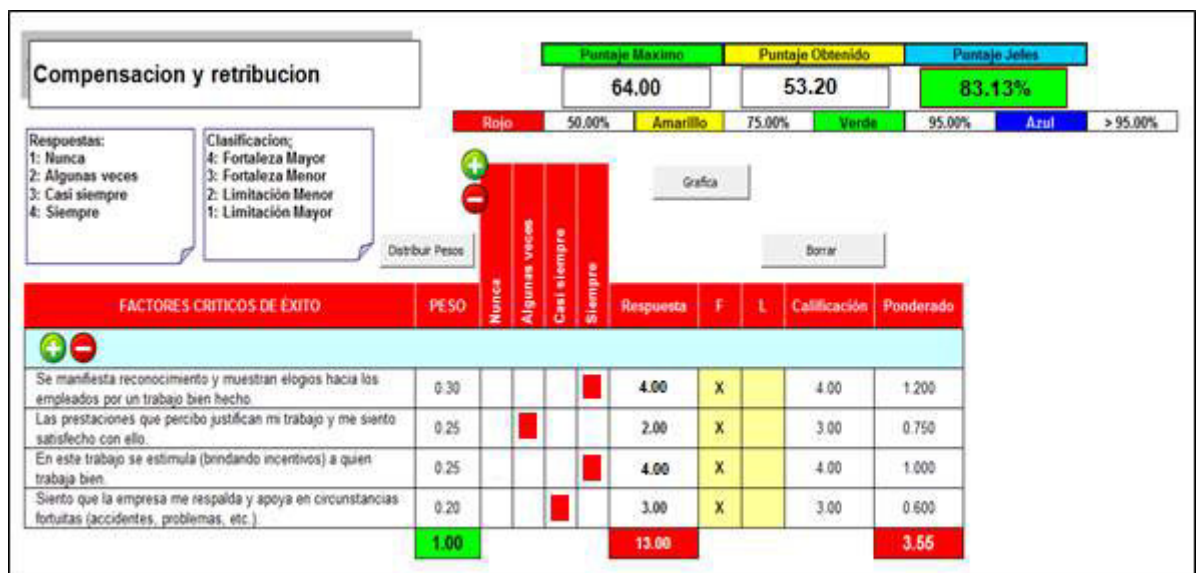 Compensacion y retribucion
Puntaje Maximo Puntaje Obtenido Puntaje Jefes
64.00 53.20 83.13%
Rojo 50.00% Amarillo 75.00% Verde 95.00% Azul > 95.00%
Respuestas:
1: Nunca
2: Algunas veces
3: Casi siempre
4: Siempre
Clasificacion;
4: Fortaleza Mayor
3: Fortaleza Menor
2: Limitación Menor
1: Limitación Mayor
Grafica
Distribuir Pesos
Borrar
FACTORES CRITICOS DE ÉXITO PESO Nunca Algunas veces Casi siempre Siempre Respuesta F L Calificación Ponderado
Se manifiesta reconocimiento y muestran elogios hacia los
empleados por un trabajo bien hecho. 0.30 4.00 X 4.00 1.200
Las prestaciones que percibo justifican mi trabajo y me siento
satisfecho con ello. 0.25 2.00 X 3.00 0.750
En este trabajo se estimula (brindando incentivos) a quien
trabaja bien. 0.25 4.00 X 4.00 1.000
Siento que la empresa me respalda y apoya en circunstancias
fortuitas (accidentes, problemas, etc.) 0.20 3.00 X 3.00 0.600
1.00 13.00 3.55